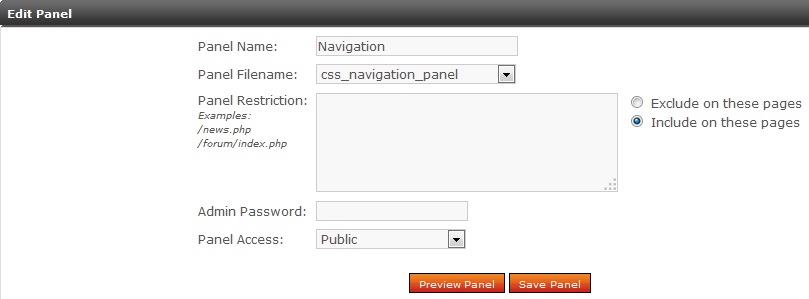 Edit Panel
Panel Name: Navigation
Panel Filename: css_navigation_panel
Panel Restriction:
Examples:
/news.php
/forum/index.php
Exclude on these pages
Include on these pages
Admin Password:
Panel Access: Public
Preview Panel Save Panel